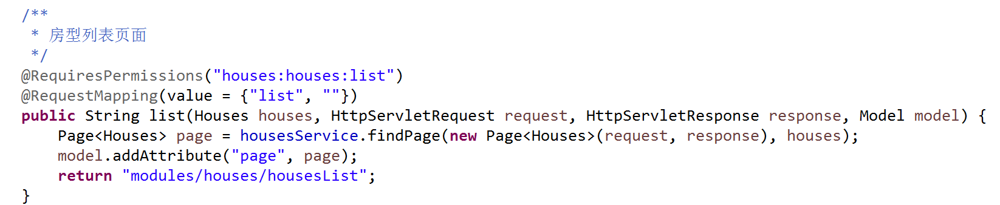 /**
 * 房型列表页面
 */
@RequiresPermissions("houses:houses:list")
@RequestMapping(value = {"list", ""})
public String list(Houses houses, HttpServletRequest request, HttpServletResponse response, Model model) {
    Page<Houses> page = housesService.findPage(new Page<Houses>(request, response), houses);
    model.addAttribute("page", page);
    return "modules/houses/housesList";
}